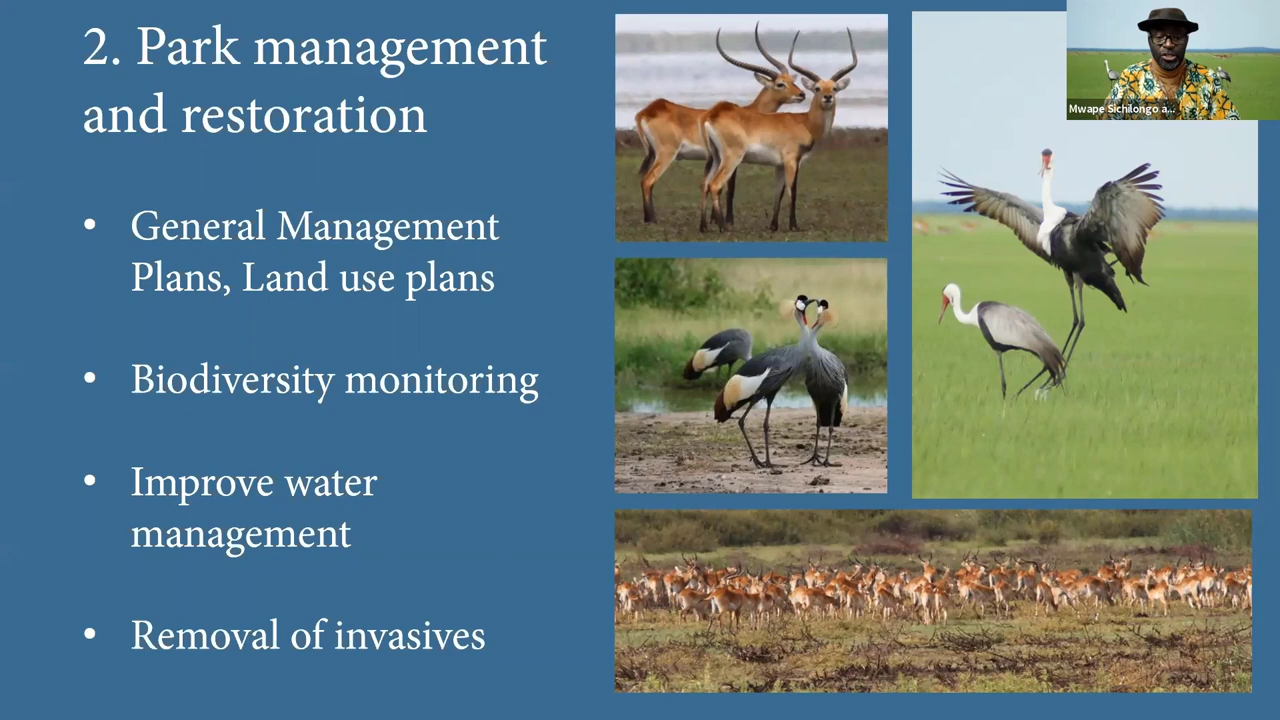 2. Park management
and restoration
• General Management
Plans, Land use plans
• Biodiversity monitoring
• Improve water
management
• Removal of invasives
Mwape Sichilongo a...